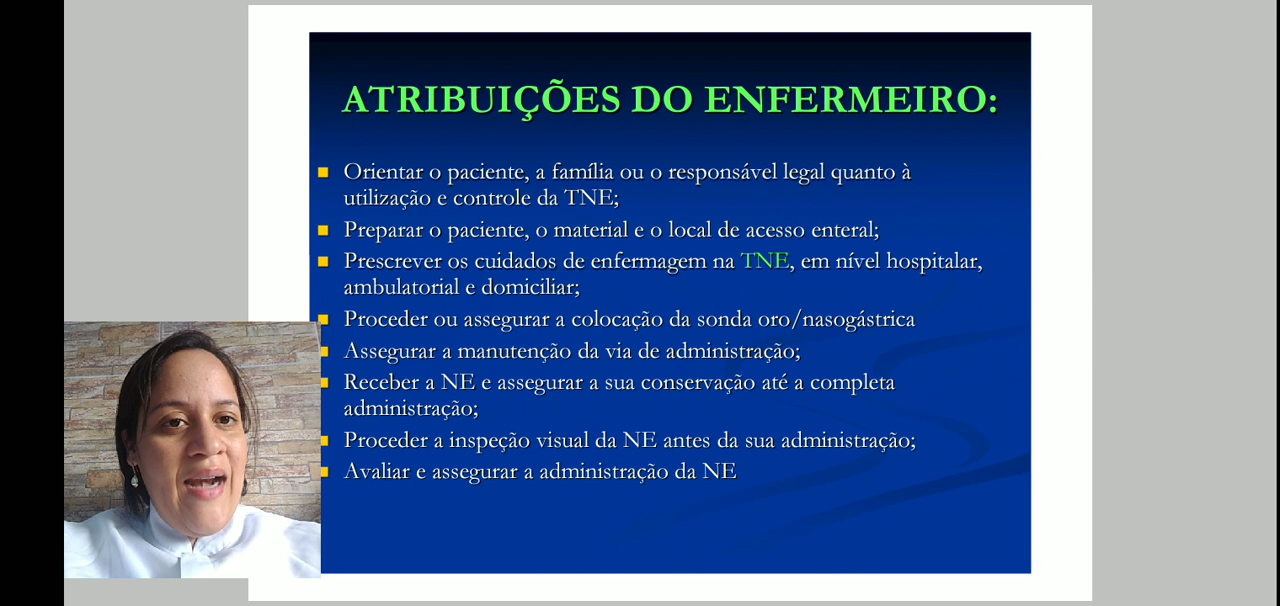 ATRIBUIÇÕES DO ENFERMEIRO:
Orientar o paciente, a família ou o responsável legal quanto à
utilização e controle da TNE;
Preparar o paciente, o material e o local de acesso enteral;
Prescrever os cuidados de enfermagem na TNE, em nível hospitalar,
ambulatorial e domiciliar;
Proceder ou assegurar a colocação da sonda oro/nasogástrica
Assegurar a manutenção da via de administração;
Receber a NE e assegurar a sua conservação até a completa
administração;
Proceder a inspeção visual da NE antes da sua administração;
Avaliar e assegurar a administração da NE